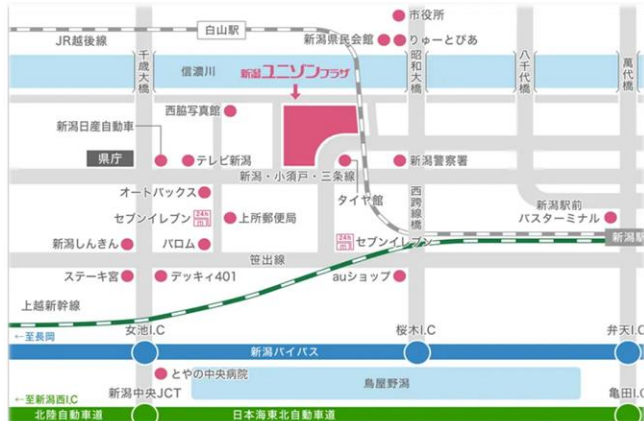 市役所
白山駅
新潟県民会館
りゅーとぴあ
JR越後線
千歳大橋
昭和大橋
八千代橋
萬代橋
信濃川
新潟ユニゾンプラザ
西脇写真館
新潟日産自動車
県庁
テレビ新潟
新潟・小須戸・三条線
タイヤ館
新潟警察署
オートバックス
西跨線橋
新潟駅前
バスターミナル
セブンイレブン
24h
上所郵便局
24h
セブンイレブン
新潟駅
新潟しんきん
パロム
笹出線
ステーキ宮
デッキィ401
auショップ
上越新幹線
女池I.C
桜木I.C
弁天I.C
←至長岡
新潟バイパス
とやの中央病院
鳥屋野潟
新潟中央JCT
亀田I.C
←至新潟西I.C
北陸自動車道
日本海東北自動車道